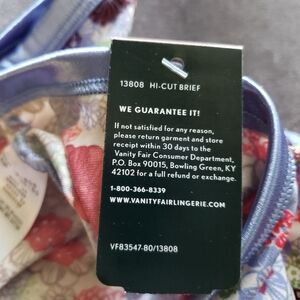 13808 HI-CUT BRIEF
WE GUARANTEE IT!
If not satisfied for any reason,
please return garment and store
receipt within 30 days to the
Vanity Fair Consumer Department,
P.O. Box 90015, Bowling Green, KY
42102 for a full refund or exchange.
1-800-366-8339
WWW.VANITYFAIRLINGERIE.COM
VF83547-80/13808